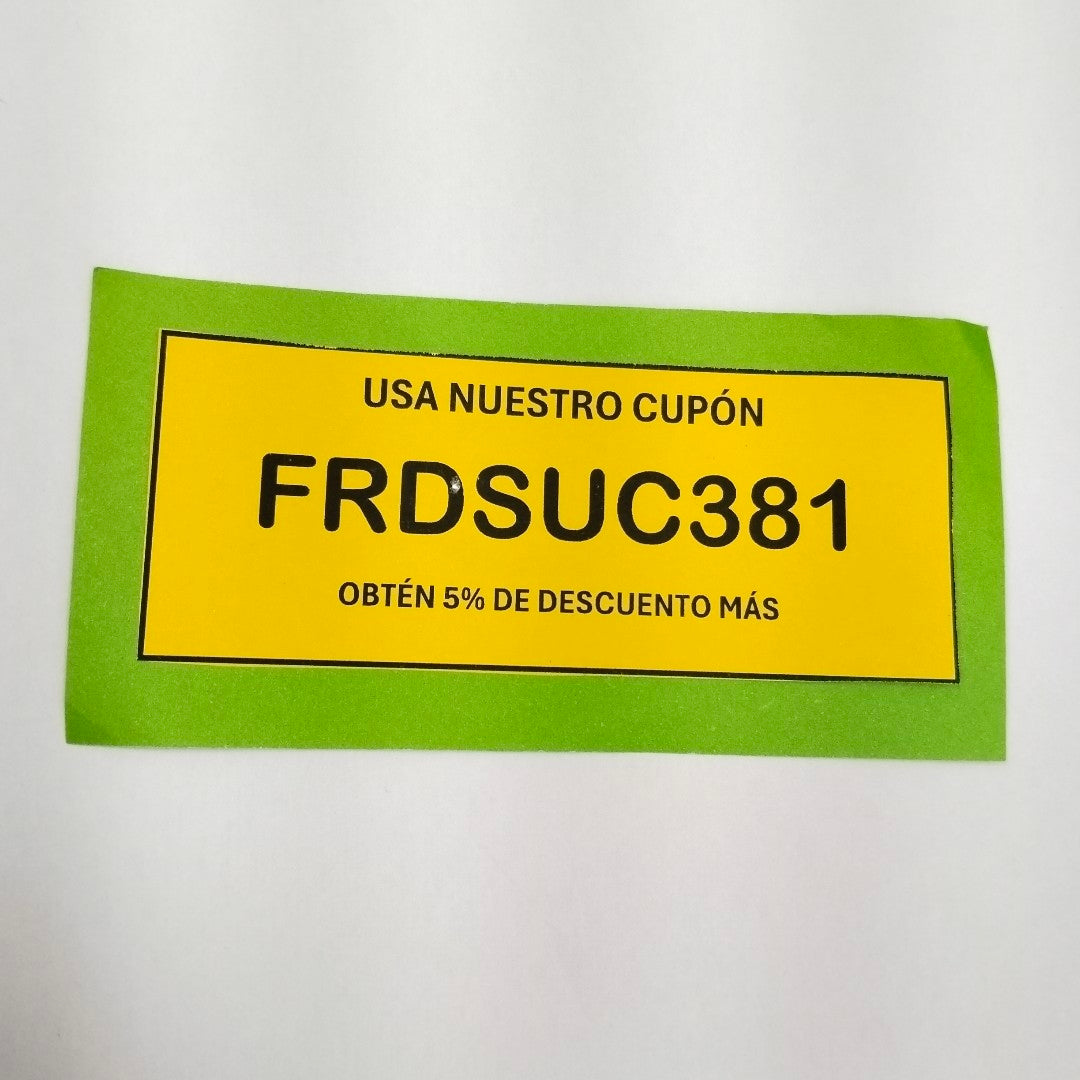 USA NUESTRO CUPÓN
FRDSUC381
OBTÉN 5% DE DESCUENTO MÁS